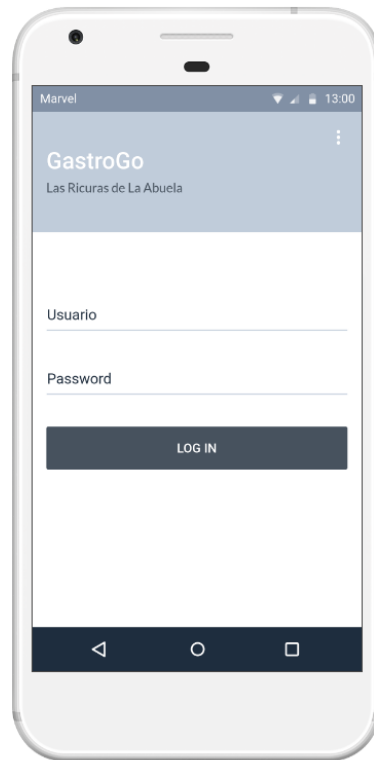 Marvel 13:00
GastroGo
Las Ricuras de La Abuela
Usuario
Password
LOG IN